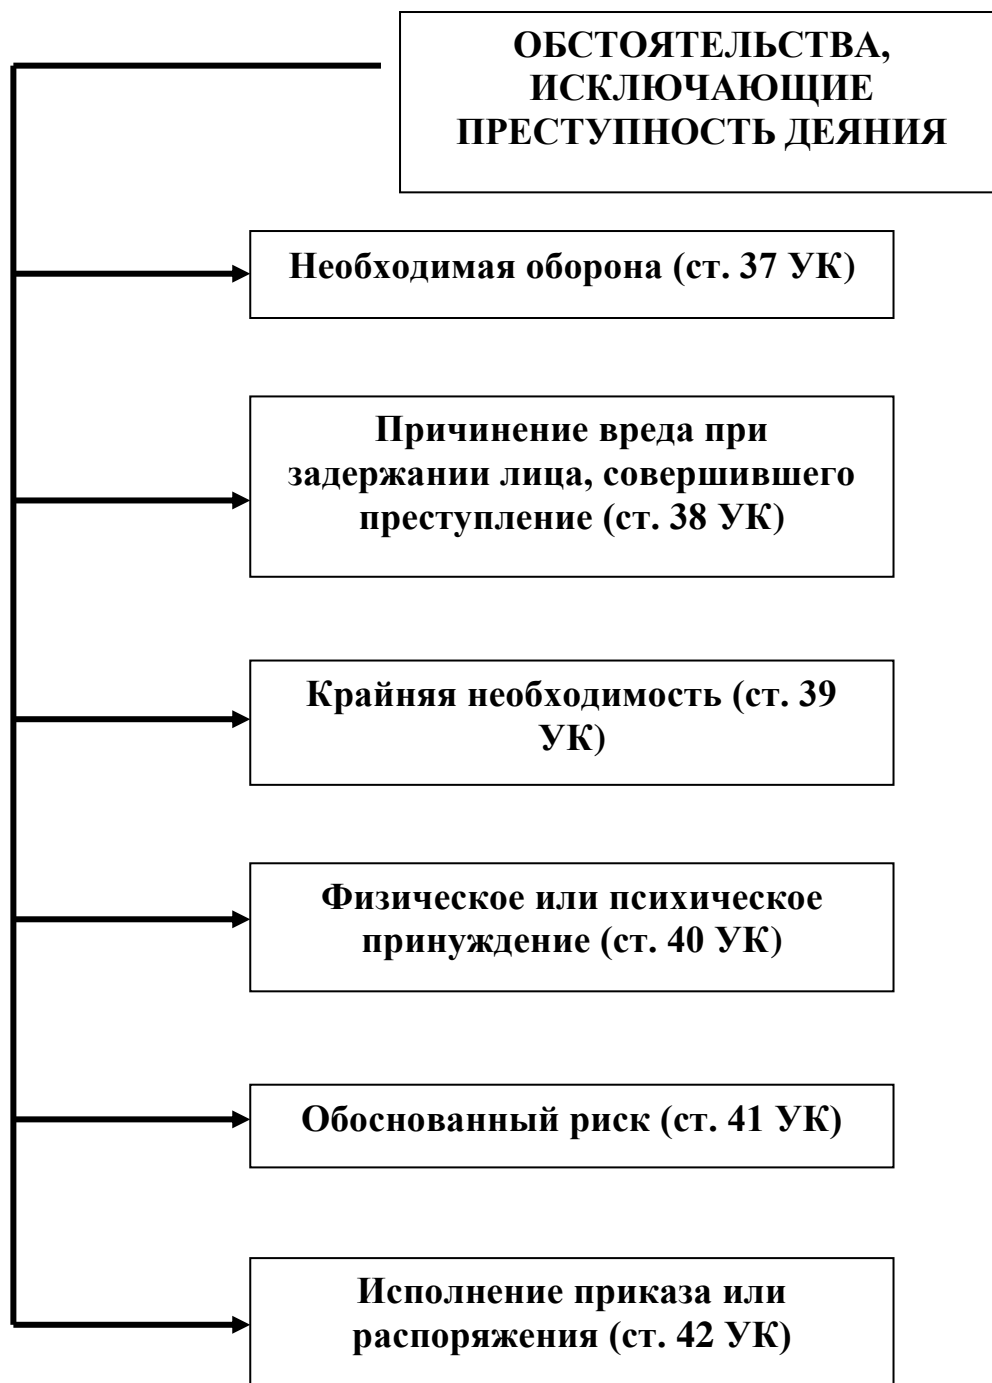 ОБСТОЯТЕЛЬСТВА,
ИСКЛЮЧАЮЩИЕ
ПРЕСТУПНОСТЬ ДЕЯНИЯ
Необходимая оборона (ст. 37 УК)
Причинение вреда при
задержании лица, совершившего
преступление (ст. 38 УК)
Крайняя необходимость (ст. 39
УК)
Физическое или психическое
принуждение (ст. 40 УК)
Обоснованный риск (ст. 41 УК)
Исполнение приказа или
распоряжения (ст. 42 УК)